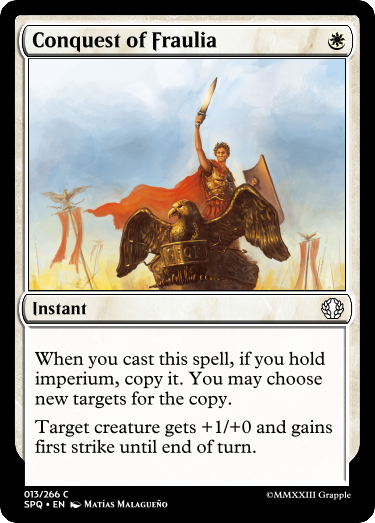 Conquest of Fraulia
Instant
When you cast this spell, if you hold
imperium, copy it. You may choose
new targets for the copy.
Target creature gets +1/+0 and gains
first strike until end of turn.
013/266 C
SPQ • EN Matías Malagueño
©MMXXIII Grapple